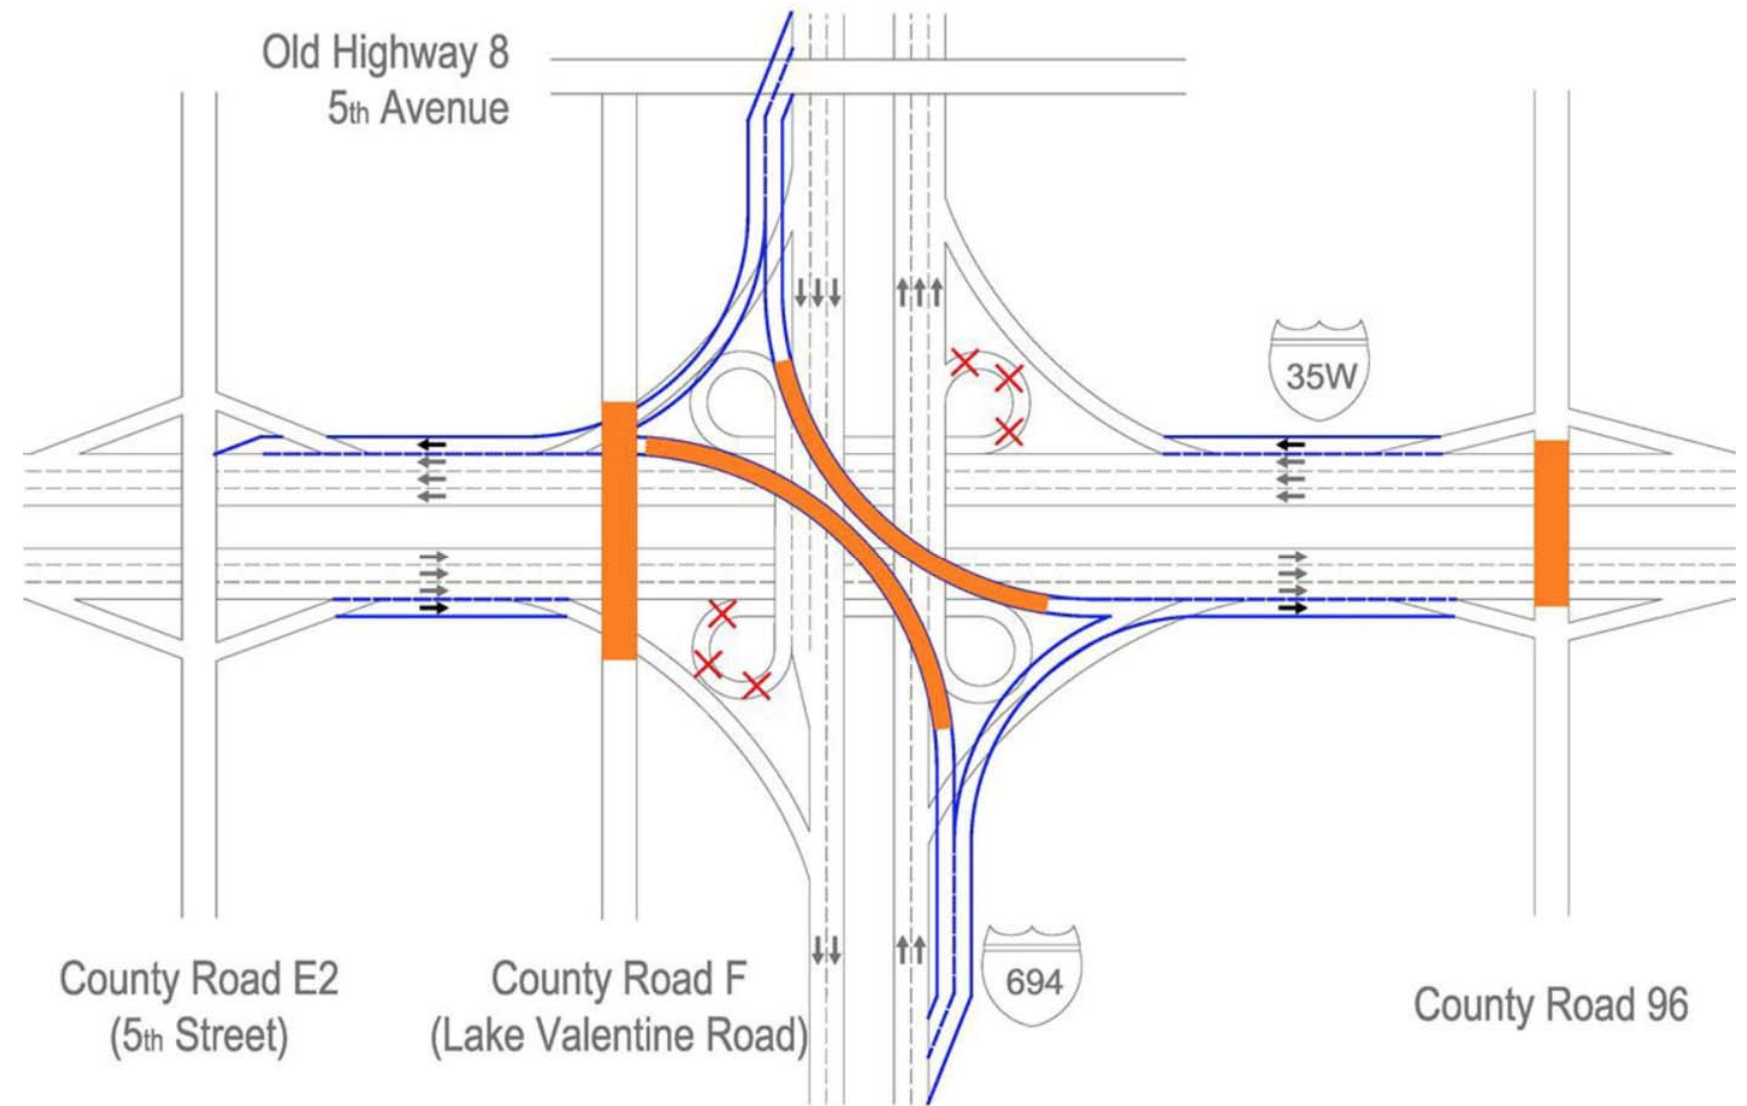 Old Highway 8
5th Avenue
35W
694
County Road E2
(5th Street)
County Road F
(Lake Valentine Road)
County Road 96